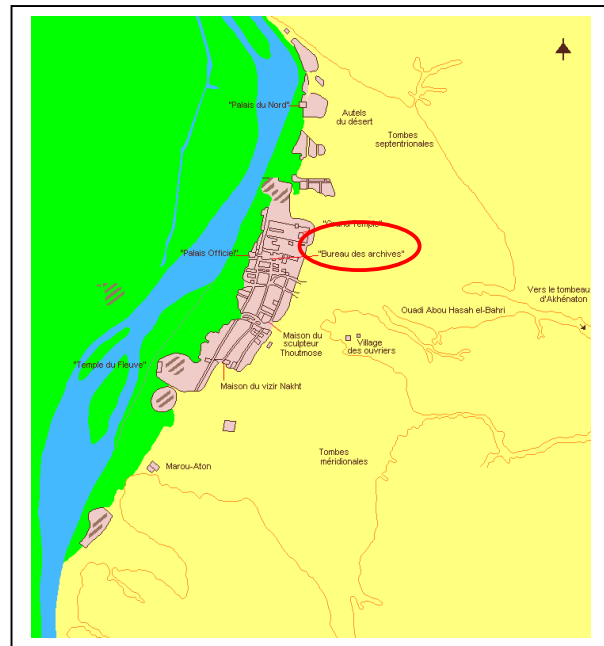 "Palais du Nord"
Autels
du désert
Tombes
septentrionales
"Grand Temple"
"Palais Officiel"
"Bureau des archives"
Vers le tombeau
d'Akhénaton
Ouadi Abou Hasah el-Bahri
Maison du
sculpteur
Thoutmose
Village
des ouvriers
"Temple du Fleuve"
Maison du vizir Nakht
Tombes
méridionales
Marou-Aton